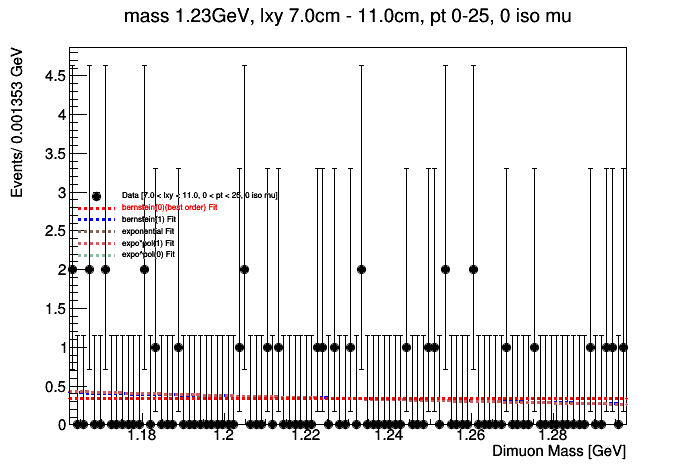 mass 1.23GeV, lxy 7.0cm - 11.0cm, pt 0-25, 0 iso mu
Events/ 0.001353 GeV
4.5
4
3.5
3
2.5
2
1.5
1
0.5
0
Data [7.0 < lxy < 11.0, 0 < pt < 25, 0 iso mu]
bernstein[0](best order) Fit
bernstein(1) Fit
exponential Fit
expo*pol(1) Fit
expo*pol(0) Fit
1.18 1.2 1.22 1.24 1.26 1.28
Dimuon Mass [GeV]